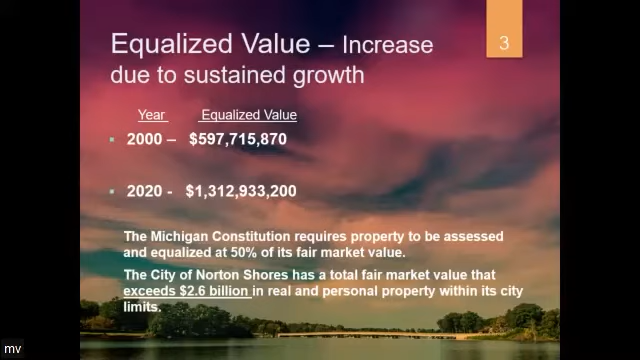 3
Equalized Value – Increase
due to sustained growth
Year Equalized Value
2000 – $597,715,870
2020 - $1,312,933,200
The Michigan Constitution requires property to be assessed
and equalized at 50% of its fair market value.
The City of Norton Shores has a total fair market value that
exceeds $2.6 billion in real and personal property within its city
limits.
mv